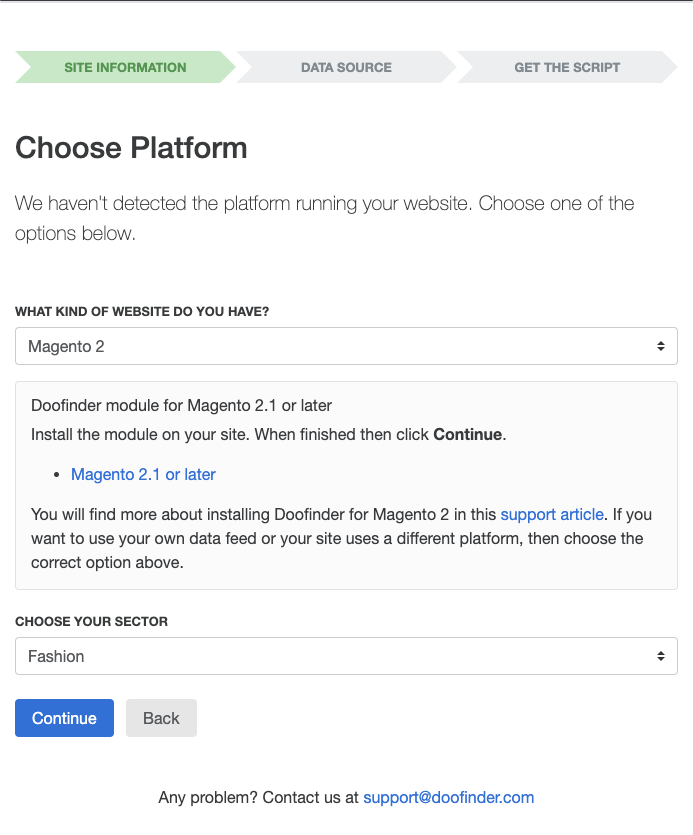 SITE INFORMATION
DATA SOURCE
GET THE SCRIPT
Choose Platform
We haven't detected the platform running your website. Choose one of the
options below.
WHAT KIND OF WEBSITE DO YOU HAVE?
Magento 2
Doofinder module for Magento 2.1 or later
Install the module on your site. When finished then click Continue.
• Magento 2.1 or later
You will find more about installing Doofinder for Magento 2 in this support article. If you
want to use your own data feed or your site uses a different platform, then choose the
correct option above.
CHOOSE YOUR SECTOR
Fashion
Continue
Back
Any problem? Contact us at support@doofinder.com